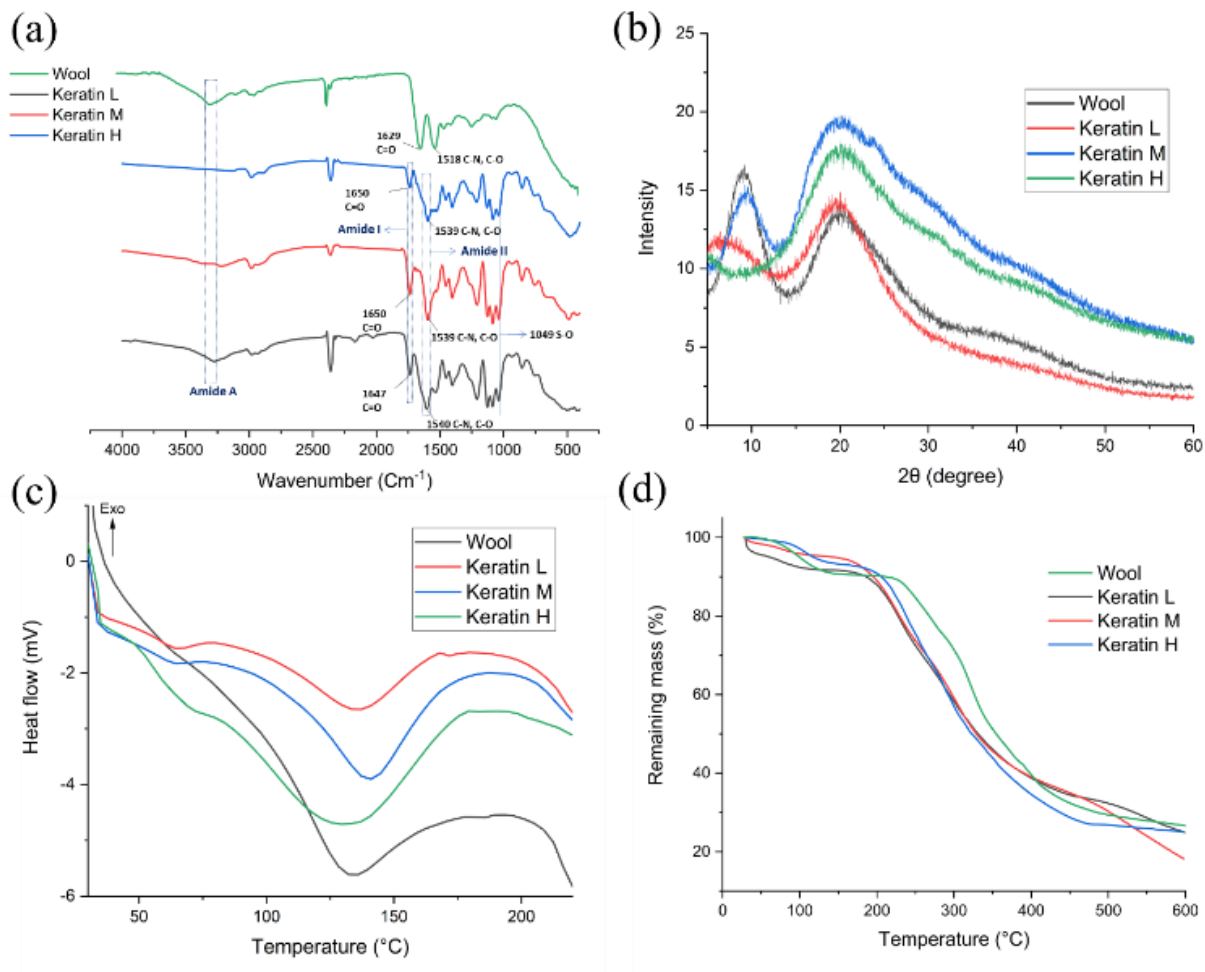 (a)
Wool
Keratin L
Keratin M
Keratin H
1629
C=O
1518 C-N, C-O
1650
C=O
1539 C-N, C-O
Amide I
Amide II
1650
C=O
1539 C-N, C-O
1049 S-O
Amide A
1647
C=O
1540 C-N, C-O
4000 3500 3000 2500 2000 1500 1000 500
Wavenumber (Cm-1)
(b)
25
20
15
10
5
0
Intensity
Wool
Keratin L
Keratin M
Keratin H
10 20 30 40 50 60
2θ (degree)
(c)
Exo
0
-2
-4
-6
Heat flow (mV)
Wool
Keratin L
Keratin M
Keratin H
50 100 150 200
Temperature (°C)
(d)
100
80
60
40
20
Remaining mass (%)
Wool
Keratin L
Keratin M
Keratin H
0 100 200 300 400 500 600
Temperature (°C)